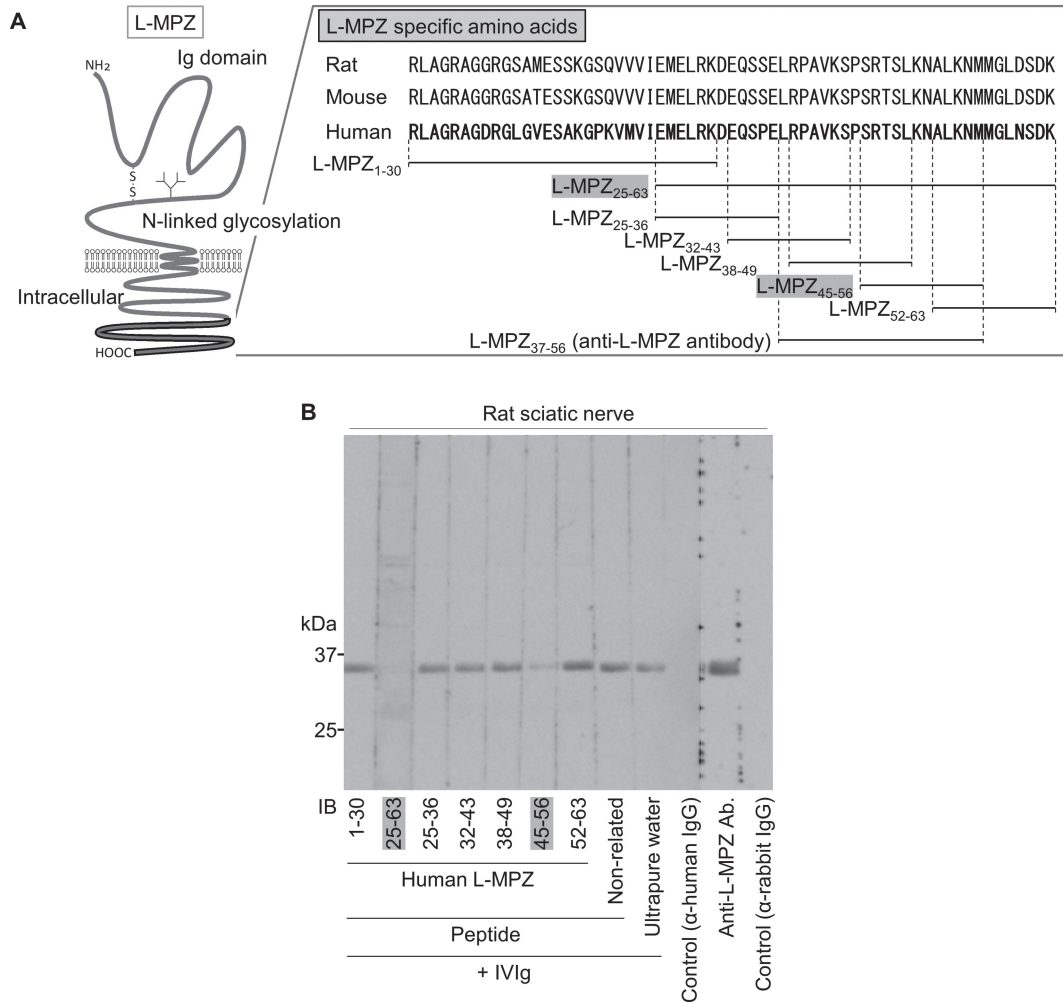 A
L-MPZ
NH₂
Ig domain
S
S
N-linked glycosylation
Intracellular
HOOC
L-MPZ specific amino acids
Rat RLAGRAGGRGSAMESSKGSQVVVIEMELRKDEQSSELRPAVKSPSRTSLKNALKNMMGLDSDK
Mouse RLAGRAGGRGSATESSKGSQVVVIEMELRKDEQSSELRPAVKSPSRTSLKNALKNMMGLDSDK
Human RLAGRAGDRGLGVESAKGPKVMVIEMELRKDEQSPELRPAVKSPSRTSLKNALKNMMGLNSDK
L-MPZ₁₋₃₀
L-MPZ₂₅₋₆₃
L-MPZ₂₅₋₃₆
L-MPZ₃₂₋₄₃
L-MPZ₃₈₋₄₉
L-MPZ₄₅₋₅₆
L-MPZ₅₂₋₆₃
L-MPZ₃₇₋₅₆ (anti-L-MPZ antibody)
B
Rat sciatic nerve
kDa
37
25
IB 1-30 25-63 25-36 32-43 38-49 45-56 52-63 Non-related Ultrapure water Control (α-human IgG) Anti-L-MPZ Ab. Control (α-rabbit IgG)
Human L-MPZ
Peptide
+ IVIg